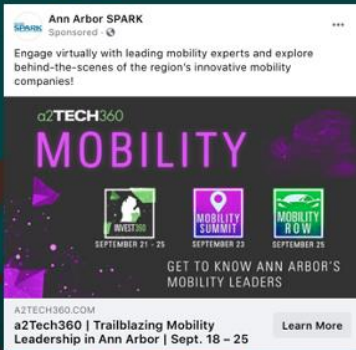 SPARK
Ann Arbor SPARK
Sponsored ·
Engage virtually with leading mobility experts and explore
behind-the-scenes of the region's innovative mobility
companies!
a2TECH360
MOBILITY
INVEST360
MOBILITY
SUMMIT
MOBILITY
ROW
SEPTEMBER 21 - 25
SEPTEMBER 23
SEPTEMBER 25
GET TO KNOW ANN ARBOR'S
MOBILITY LEADERS
A2TECH360.COM
a2Tech360 | Trailblazing Mobility
Leadership in Ann Arbor | Sept. 18 – 25
Learn More